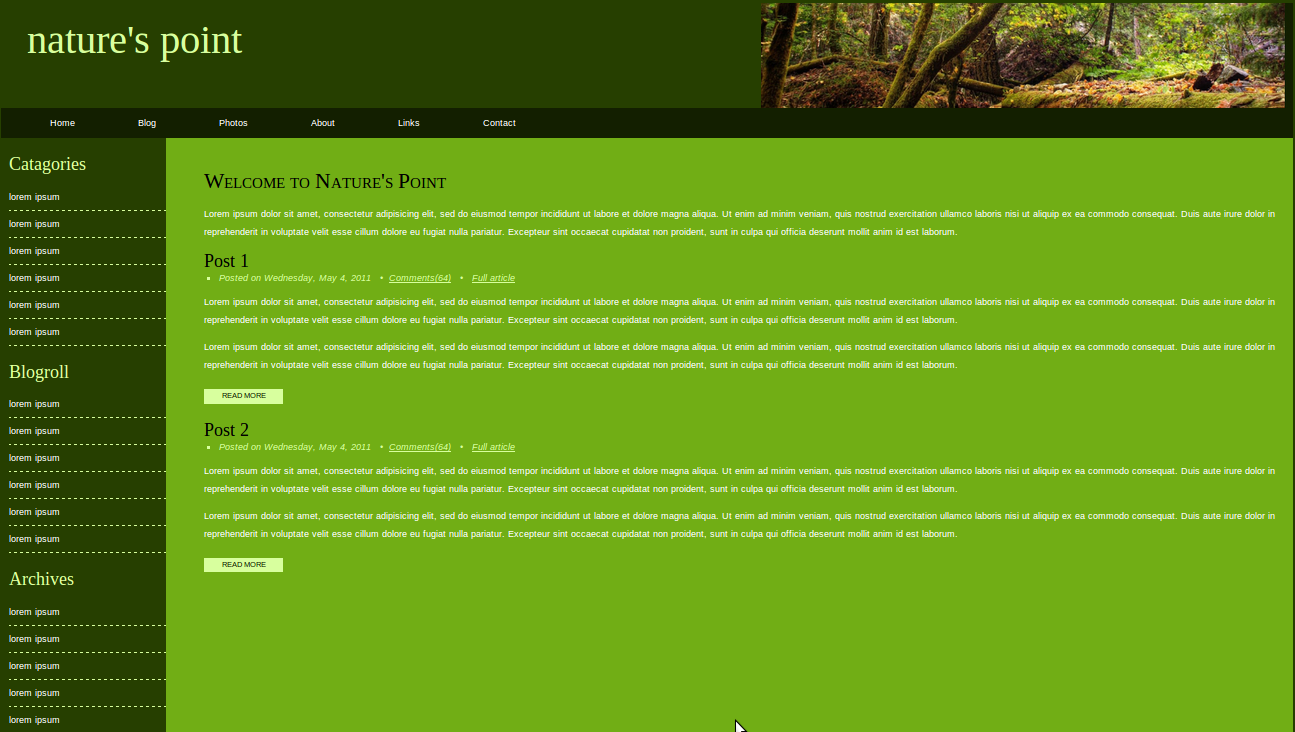 nature's point
Home Blog Photos About Links Contact
Catagories
lorem ipsum
lorem ipsum
lorem ipsum
lorem ipsum
lorem ipsum
lorem ipsum
Blogroll
lorem ipsum
lorem ipsum
lorem ipsum
lorem ipsum
lorem ipsum
lorem ipsum
Archives
lorem ipsum
lorem ipsum
lorem ipsum
lorem ipsum
lorem ipsum
Welcome to Nature's Point
Lorem ipsum dolor sit amet, consectetur adipisicing elit, sed do eiusmod tempor incididunt ut labore et dolore magna aliqua. Ut enim ad minim veniam, quis nostrud exercitation ullamco laboris nisi ut aliquip ex ea commodo consequat. Duis aute irure dolor in
reprehenderit in voluptate velit esse cillum dolore eu fugiat nulla pariatur. Excepteur sint occaecat cupidatat non proident, sunt in culpa qui officia deserunt mollit anim id est laborum.
Post 1
▪ Posted on Wednesday, May 4, 2011 • Comments(64) • Full article
Lorem ipsum dolor sit amet, consectetur adipisicing elit, sed do eiusmod tempor incididunt ut labore et dolore magna aliqua. Ut enim ad minim veniam, quis nostrud exercitation ullamco laboris nisi ut aliquip ex ea commodo consequat. Duis aute irure dolor in
reprehenderit in voluptate velit esse cillum dolore eu fugiat nulla pariatur. Excepteur sint occaecat cupidatat non proident, sunt in culpa qui officia deserunt mollit anim id est laborum.
Lorem ipsum dolor sit amet, consectetur adipisicing elit, sed do eiusmod tempor incididunt ut labore et dolore magna aliqua. Ut enim ad minim veniam, quis nostrud exercitation ullamco laboris nisi ut aliquip ex ea commodo consequat. Duis aute irure dolor in
reprehenderit in voluptate velit esse cillum dolore eu fugiat nulla pariatur. Excepteur sint occaecat cupidatat non proident, sunt in culpa qui officia deserunt mollit anim id est laborum.
READ MORE
Post 2
▪ Posted on Wednesday, May 4, 2011 • Comments(64) • Full article
Lorem ipsum dolor sit amet, consectetur adipisicing elit, sed do eiusmod tempor incididunt ut labore et dolore magna aliqua. Ut enim ad minim veniam, quis nostrud exercitation ullamco laboris nisi ut aliquip ex ea commodo consequat. Duis aute irure dolor in
reprehenderit in voluptate velit esse cillum dolore eu fugiat nulla pariatur. Excepteur sint occaecat cupidatat non proident, sunt in culpa qui officia deserunt mollit anim id est laborum.
Lorem ipsum dolor sit amet, consectetur adipisicing elit, sed do eiusmod tempor incididunt ut labore et dolore magna aliqua. Ut enim ad minim veniam, quis nostrud exercitation ullamco laboris nisi ut aliquip ex ea commodo consequat. Duis aute irure dolor in
reprehenderit in voluptate velit esse cillum dolore eu fugiat nulla pariatur. Excepteur sint occaecat cupidatat non proident, sunt in culpa qui officia deserunt mollit anim id est laborum.
READ MORE